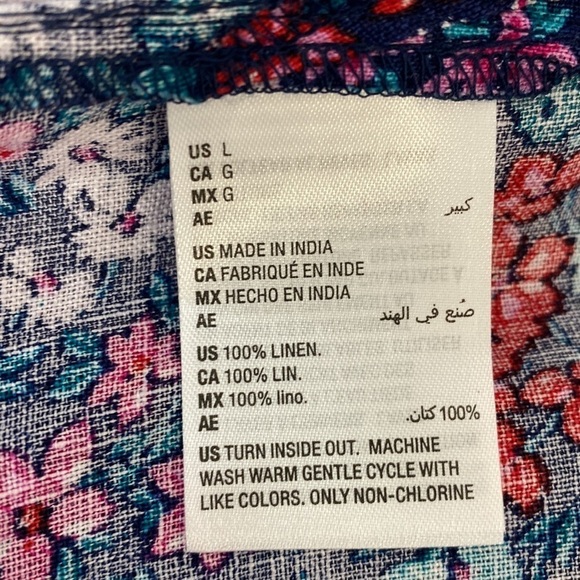 US L
CA G
MX G
AE كبير
US MADE IN INDIA
CA FABRIQUÉ EN INDE
MX HECHO EN INDIA
AE صُنع في الهند
US 100% LINEN.
CA 100% LIN.
MX 100% lino.
AE 100% كتان.
US TURN INSIDE OUT. MACHINE
WASH WARM GENTLE CYCLE WITH
LIKE COLORS. ONLY NON-CHLORINE